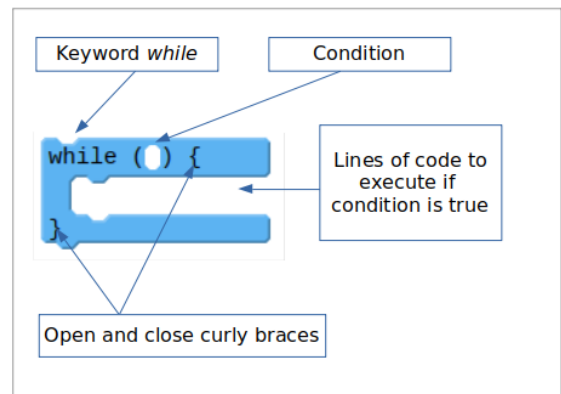 Keyword while
Condition
while ( ) {
Lines of code to
execute if
condition is true
}
Open and close curly braces